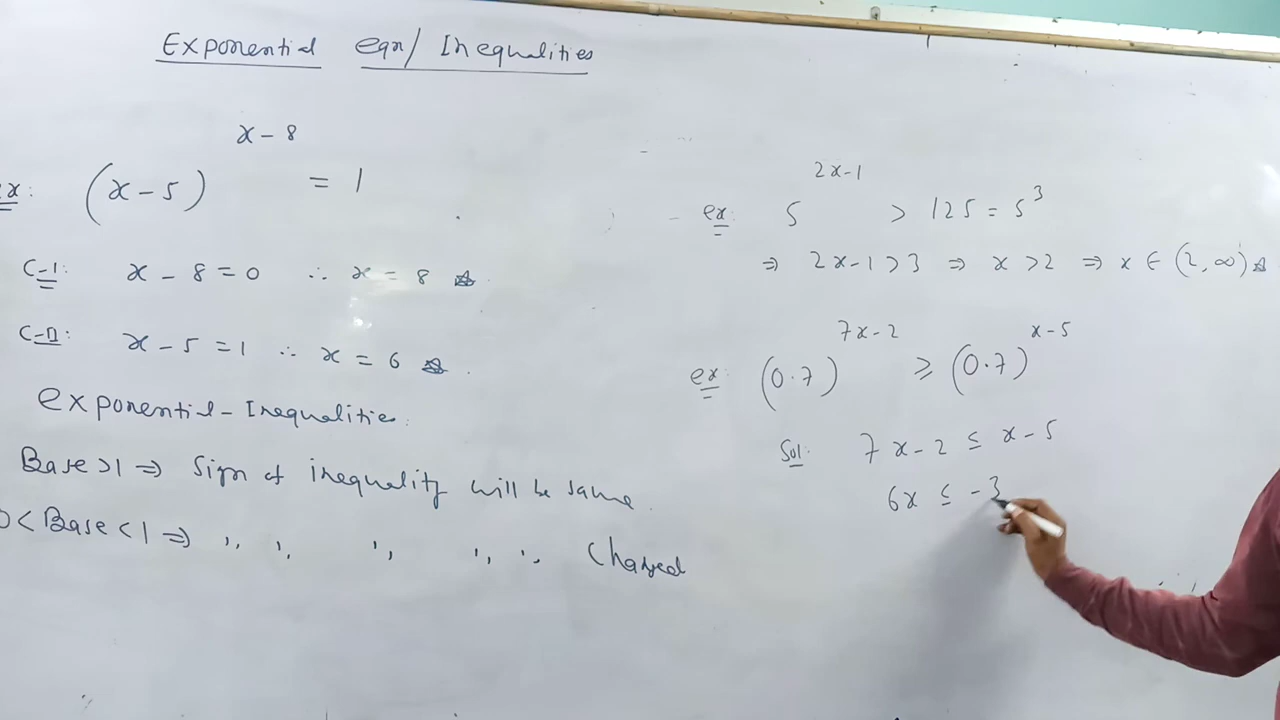 Exponential eqn/Inequalities
ex: (x-5)^{x-8} = 1
C-I: x - 8 = 0 ∴ x = 8
C-II: x - 5 = 1 ∴ x = 6
exponential-Inequalities.
Base>1 ⇒ Sign of inequality will be same.
0<Base<1 ⇒ ,, ,, ,, ,, ,, Changed
ex: 5^{2x-1} > 125 = 5^3
⇒ 2x-1>3 ⇒ x>2 ⇒ x ∈ (2,∞)
ex: (0.7)^{7x-2} ⩾ (0.7)^{x-5}
Sol: 7x-2 ≤ x-5
6x ≤ -3